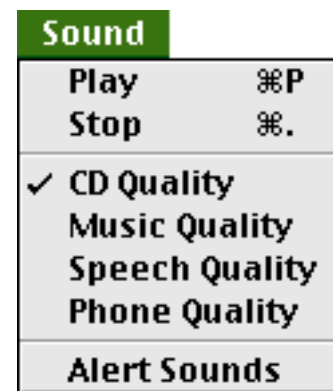 Sound
Play ⌘P
Stop ⌘.
✓ CD Quality
Music Quality
Speech Quality
Phone Quality
Alert Sounds